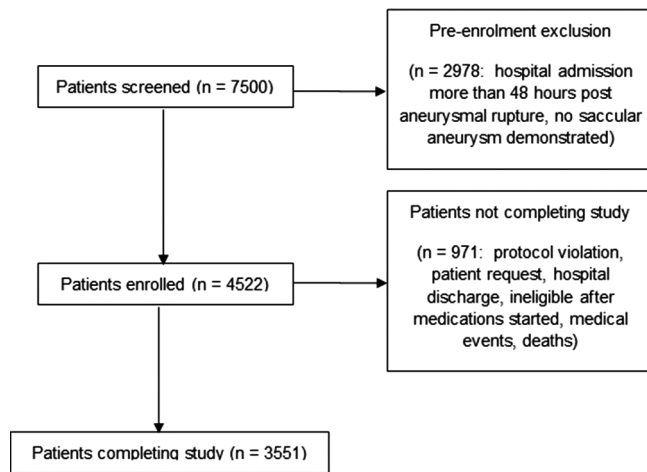 Pre-enrolment exclusion
(n = 2978: hospital admission
more than 48 hours post
aneurysmal rupture, no saccular
aneurysm demonstrated)
Patients screened (n = 7500)
Patients not completing study
(n = 971: protocol violation,
patient request, hospital
discharge, ineligible after
medications started, medical
events, deaths)
Patients enrolled (n = 4522)
Patients completing study (n = 3551)